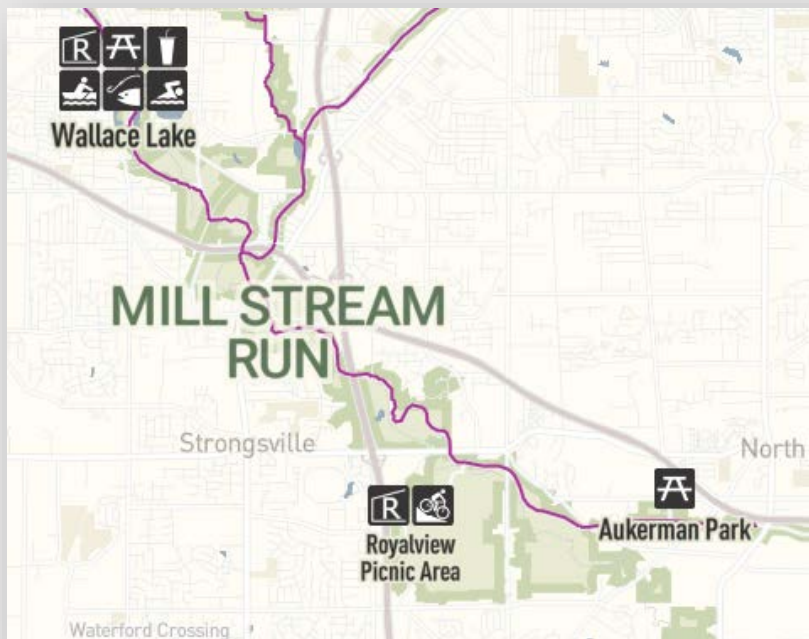 R
Wallace Lake
MILL STREAM
RUN
Strongsville
North
R
Royalview
Picnic Area
Aukerman Park
Waterford Crossing